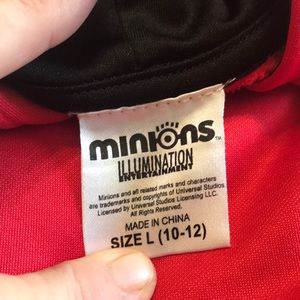 minions™
ILLUMINATION
ENTERTAINMENT
Minions and all related marks and characters
are trademarks and copyrights of Universal Studios.
Licensed by Universal Studios Licensing LLC.
All Rights Reserved.
MADE IN CHINA
SIZE L (10-12)